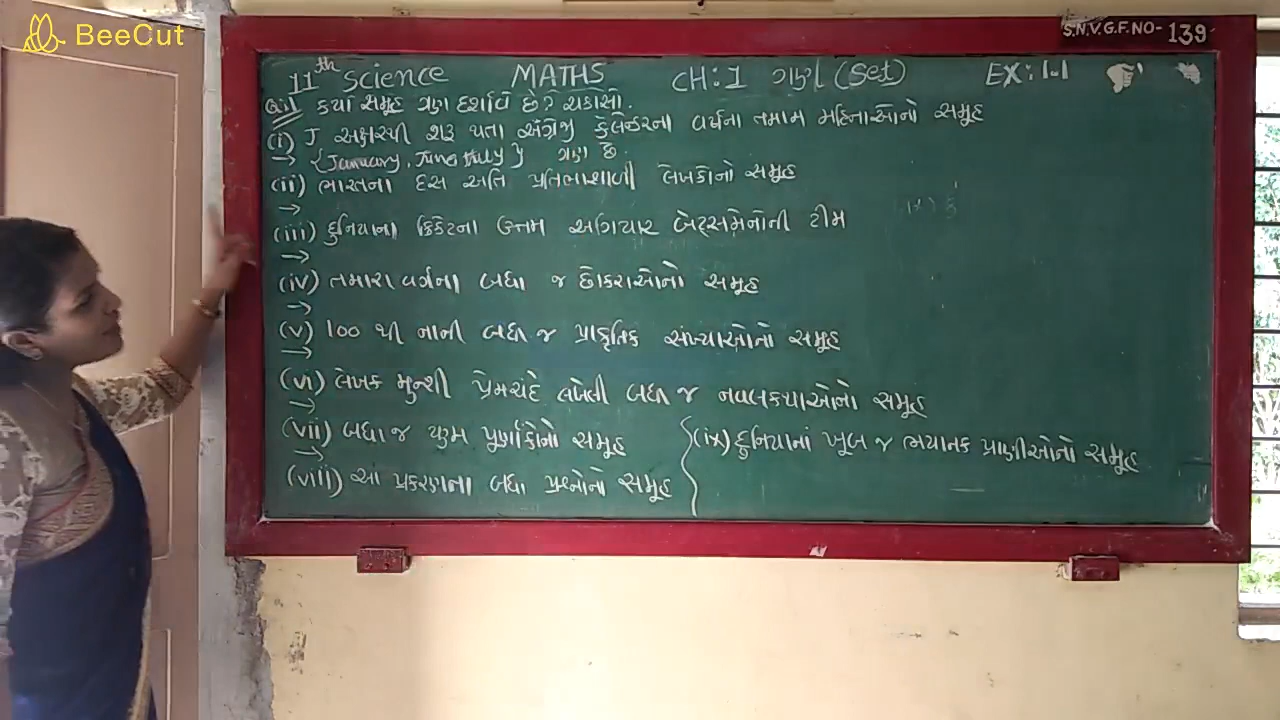 BeeCut
S.N.V.G.F.NO-139
11th Science MATHS CH:1 ગણ (Set) EX:1.1
Q:1 કયા સમૂહ ગણ દર્શાવે છે? ચકાસો.
(i) J અક્ષરથી શરૂ થતા અંગ્રેજી કેલેન્ડરના વર્ષના તમામ મહિનાઓનો સમૂહ
→ {January, June, July} ગણ છે.
(ii) ભારતના દસ અતિ પ્રતિભાશાળી લેખકોનો સમૂહ
→
(iii) દુનિયાના ક્રિકેટના ઉત્તમ અગિયાર બેટ્સમેનોની ટીમ
→
(iv) તમારા વર્ગના બધા જ છોકરાઓનો સમૂહ
→
(v) 100 થી નાની બધી જ પ્રાકૃતિક સંખ્યાઓનો સમૂહ
→
(vi) લેખક મુન્શી પ્રેમચંદે લખેલી બધી જ નવલકથાઓનો સમૂહ
→
(vii) બધા જ યુગ્મ પૂર્ણાંકોનો સમૂહ
→
(viii) આ પ્રકરણના બધા પ્રશ્નોનો સમૂહ
(ix) દુનિયાનાં ખૂબ જ ભયાનક પ્રાણીઓનો સમૂહ